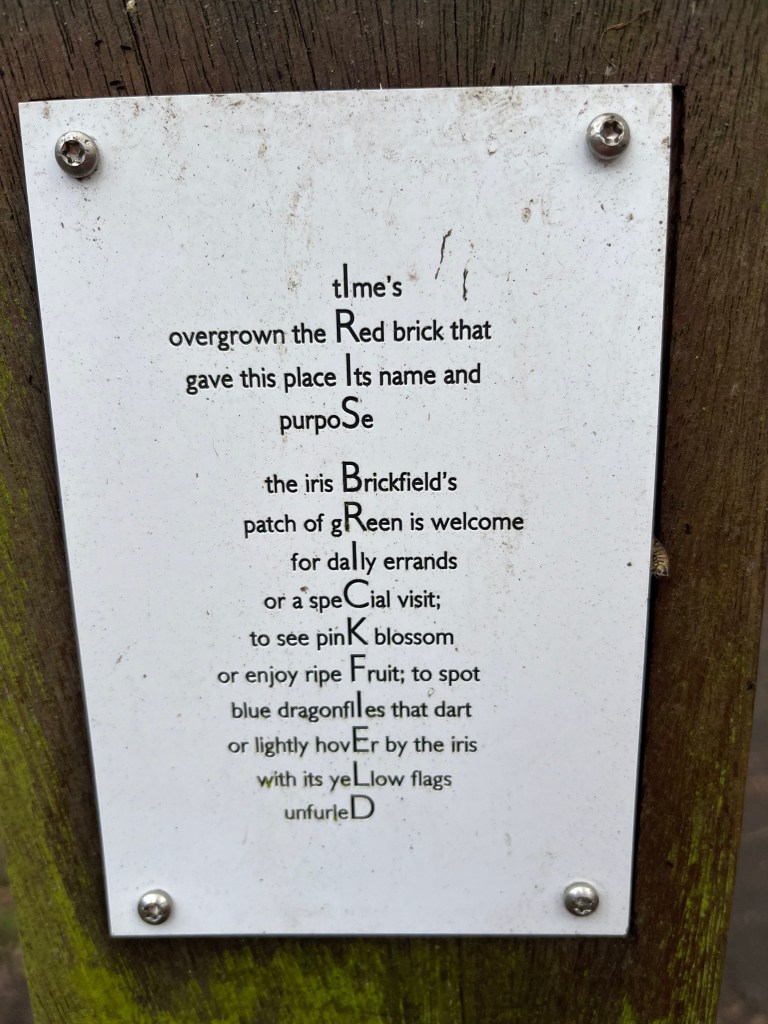 tIme's
overgrown the Red brick that
gave this place Its name and
purpoSe
the iris Brickfield's
patch of gReen is welcome
for daIly errands
or a speCial visit;
to see pinK blossom
or enjoy ripe Fruit; to spot
blue dragonflIes that dart
or lightly hovEr by the iris
with its yeLlow flags
unfurleD